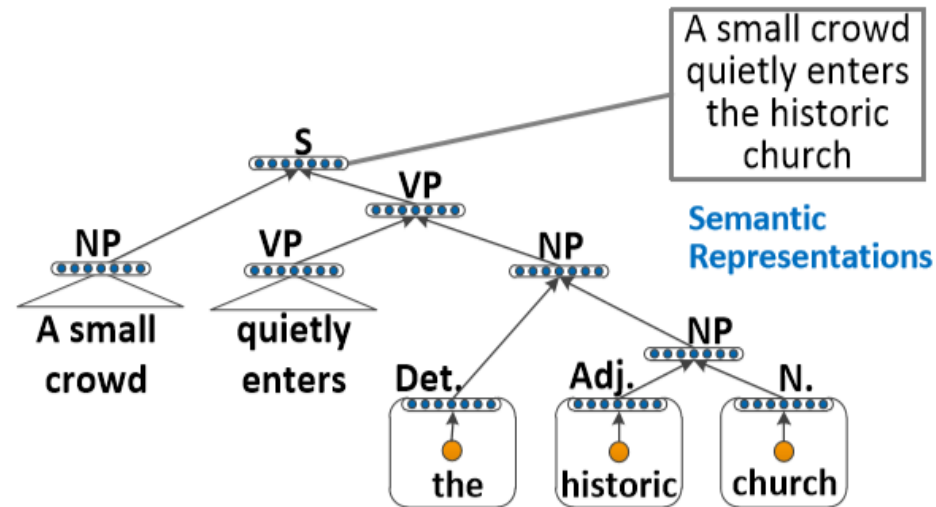 A small crowd
quietly enters
the historic
church
S
VP
Semantic
Representations
NP
VP
NP
A small
crowd
quietly
enters
NP
Det.
Adj.
N.
the
historic
church